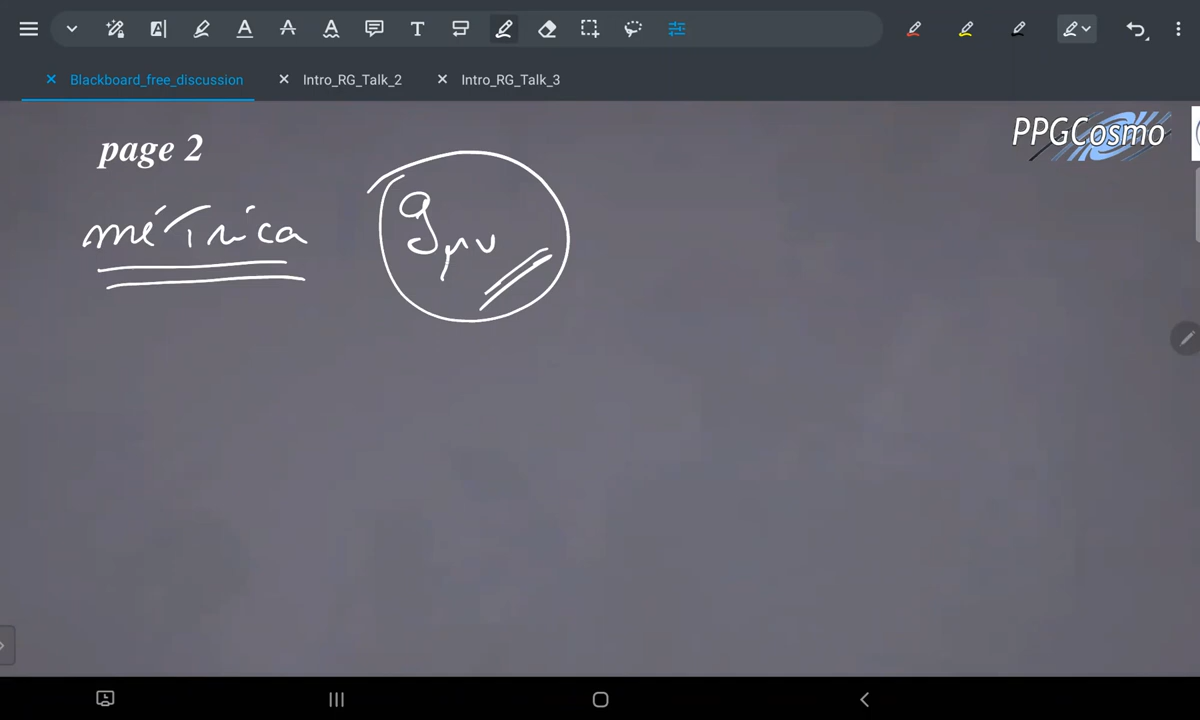 Blackboard_free_discussion Intro_RG_Talk_2 Intro_RG_Talk_3
PPGCosmo
page 2
métrica gμν